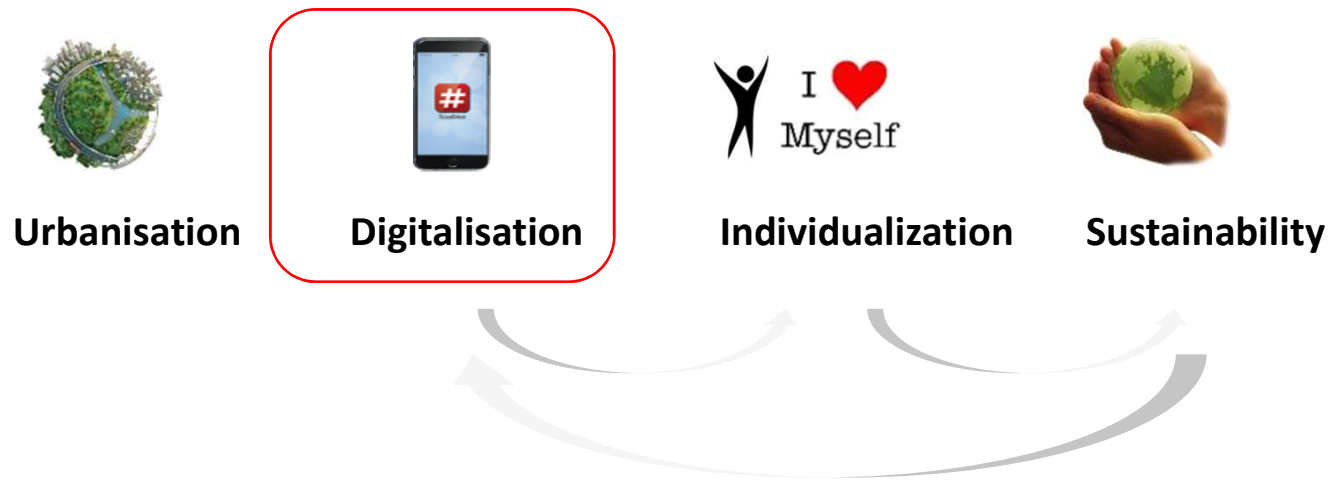 #
I ❤
Myself
Urbanisation
Digitalisation
Individualization
Sustainability